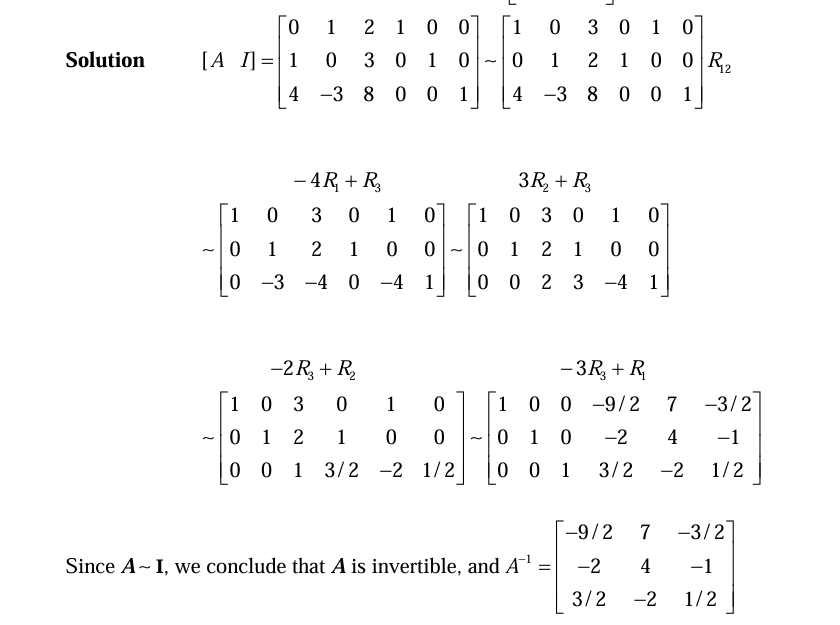 Solution [A I] = [0 1 2 1 0 0; 1 0 3 0 1 0; 4 −3 8 0 0 1] ~ [1 0 3 0 1 0; 0 1 2 1 0 0; 4 −3 8 0 0 1] R₁₂
−4R₁ + R₃ 3R₂ + R₃
~ [1 0 3 0 1 0; 0 1 2 1 0 0; 0 −3 −4 0 −4 1] ~ [1 0 3 0 1 0; 0 1 2 1 0 0; 0 0 2 3 −4 1]
−2R₃ + R₂ −3R₃ + R₁
~ [1 0 3 0 1 0; 0 1 2 1 0 0; 0 0 1 3/2 −2 1/2] ~ [1 0 0 −9/2 7 −3/2; 0 1 0 −2 4 −1; 0 0 1 3/2 −2 1/2]
Since A ~ I, we conclude that A is invertible, and A⁻¹ = [−9/2 7 −3/2; −2 4 −1; 3/2 −2 1/2]